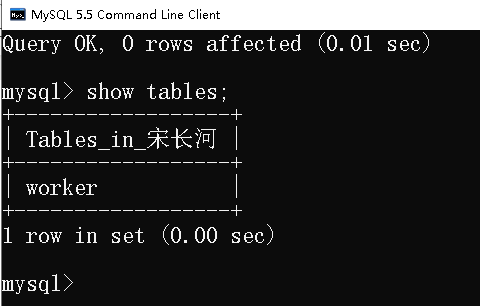 MySQL 5.5 Command Line Client
Query OK, 0 rows affected (0.01 sec)
mysql> show tables;
+------------------+
| Tables_in_宋长河 |
+------------------+
| worker           |
+------------------+
1 row in set (0.00 sec)
mysql>